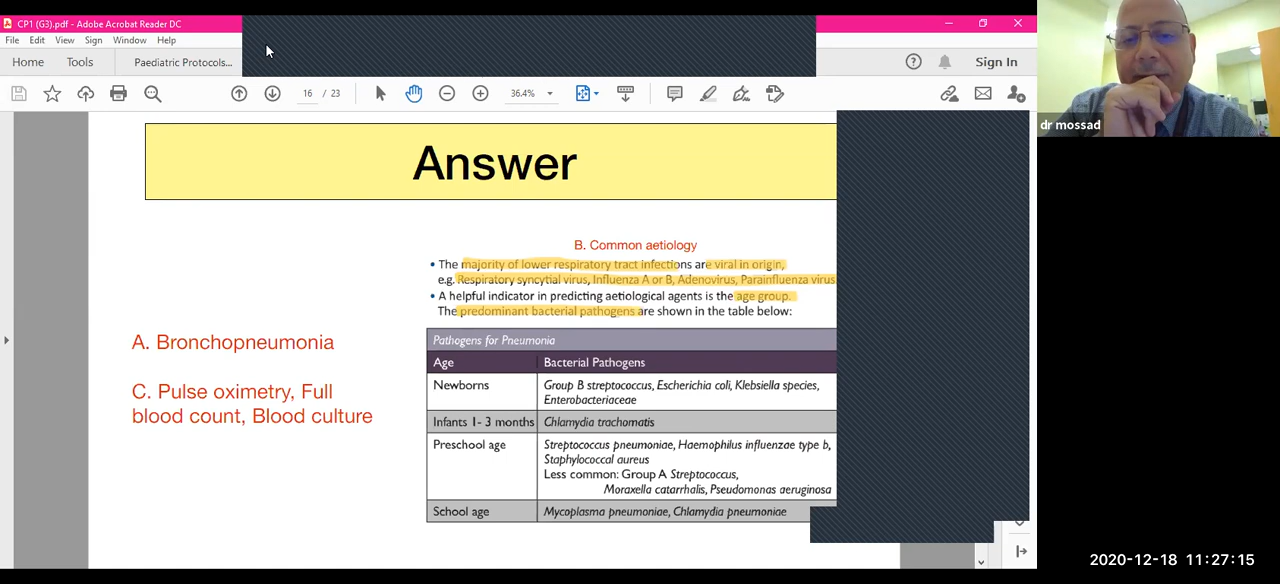 CP1 (G3).pdf - Adobe Acrobat Reader DC
File Edit View Sign Window Help
Home Tools Paediatric Protocols... Sign In
16 / 23 36.4%
dr mossad
Answer
B. Common aetiology
• The majority of lower respiratory tract infections are viral in origin,
e.g. Respiratory syncytial virus, Influenza A or B, Adenovirus, Parainfluenza virus
• A helpful indicator in predicting aetiological agents is the age group.
The predominant bacterial pathogens are shown in the table below:
A. Bronchopneumonia
C. Pulse oximetry, Full
blood count, Blood culture
Pathogens for Pneumonia
Age Bacterial Pathogens
Newborns Group B streptococcus, Escherichia coli, Klebsiella species,
Enterobacteriaceae
Infants 1- 3 months Chlamydia trachomatis
Preschool age Streptococcus pneumoniae, Haemophilus influenzae type b,
Staphylococcal aureus
Less common: Group A Streptococcus,
Moraxella catarrhalis, Pseudomonas aeruginosa
School age Mycoplasma pneumoniae, Chlamydia pneumoniae
2020-12-18 11:27:15